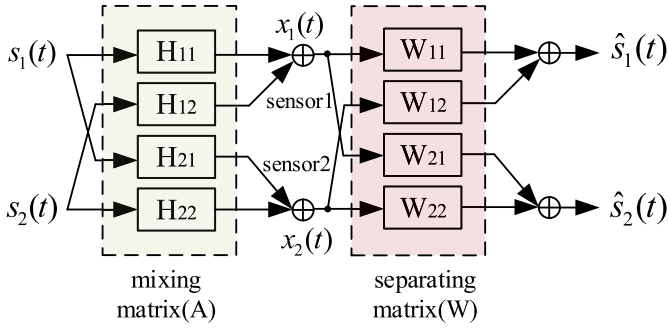 s1(t)
s2(t)
H11
H12
H21
H22
mixing
matrix(A)
x1(t)
sensor1
sensor2
x2(t)
W11
W12
W21
W22
separating
matrix(W)
ŝ1(t)
ŝ2(t)